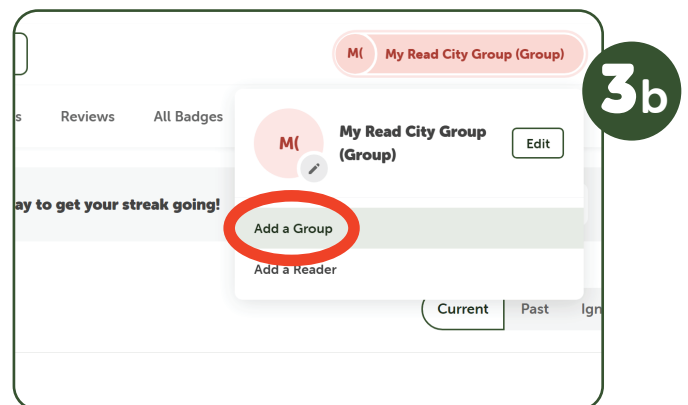 M( My Read City Group (Group)
3b
s Reviews All Badges
M( My Read City Group
(Group)
Edit
ay to get your streak going!
Add a Group
Add a Reader
Current Past Ign